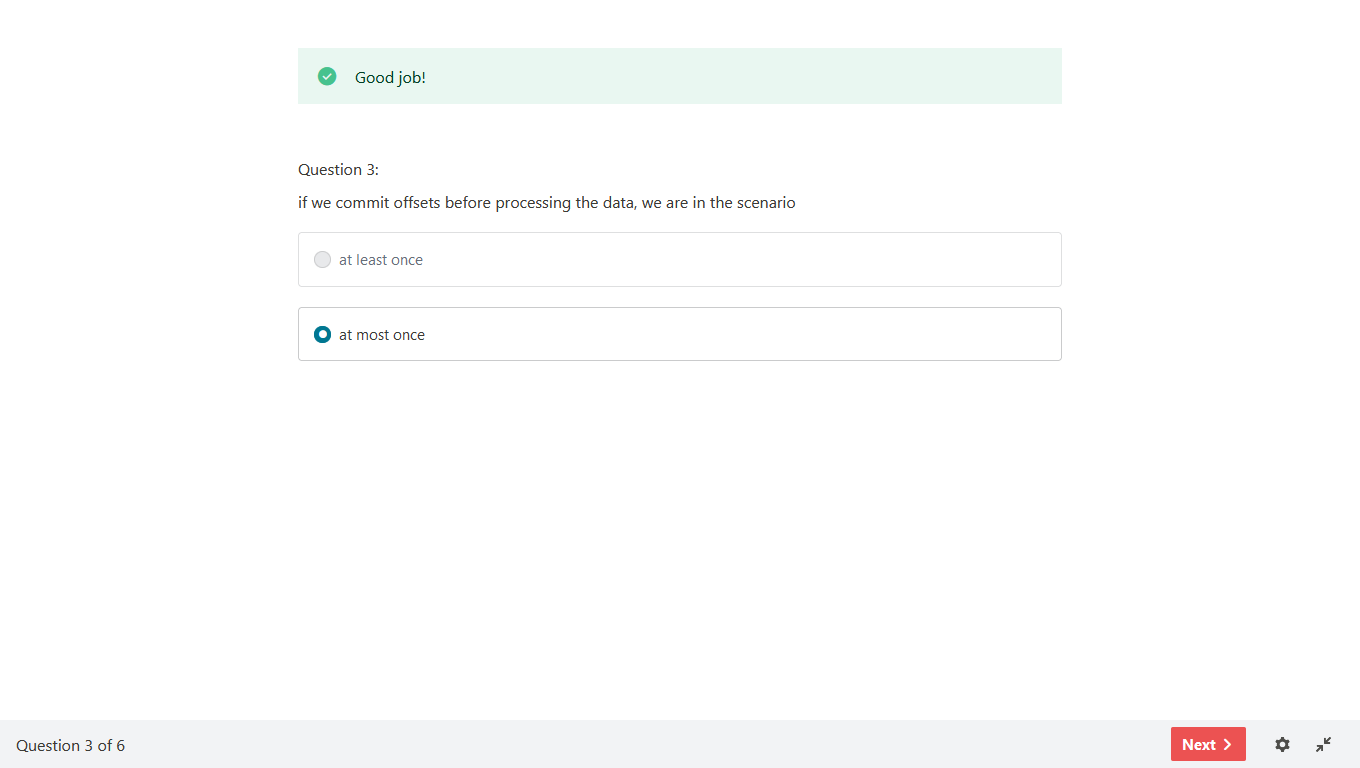 Good job!
Question 3:
if we commit offsets before processing the data, we are in the scenario
at least once
at most once
Question 3 of 6
Next